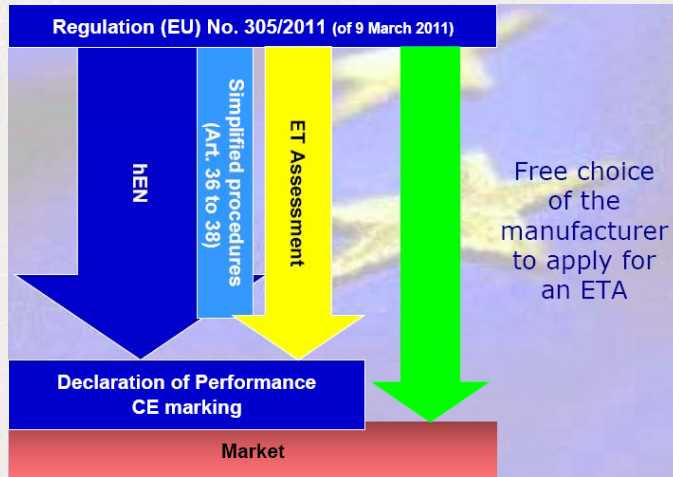 Regulation (EU) No. 305/2011 (of 9 March 2011)
hEN
Simplified procedures
(Art. 36 to 38)
ET Assessment
Free choice
of the
manufacturer
to apply for
an ETA
Declaration of Performance
CE marking
Market